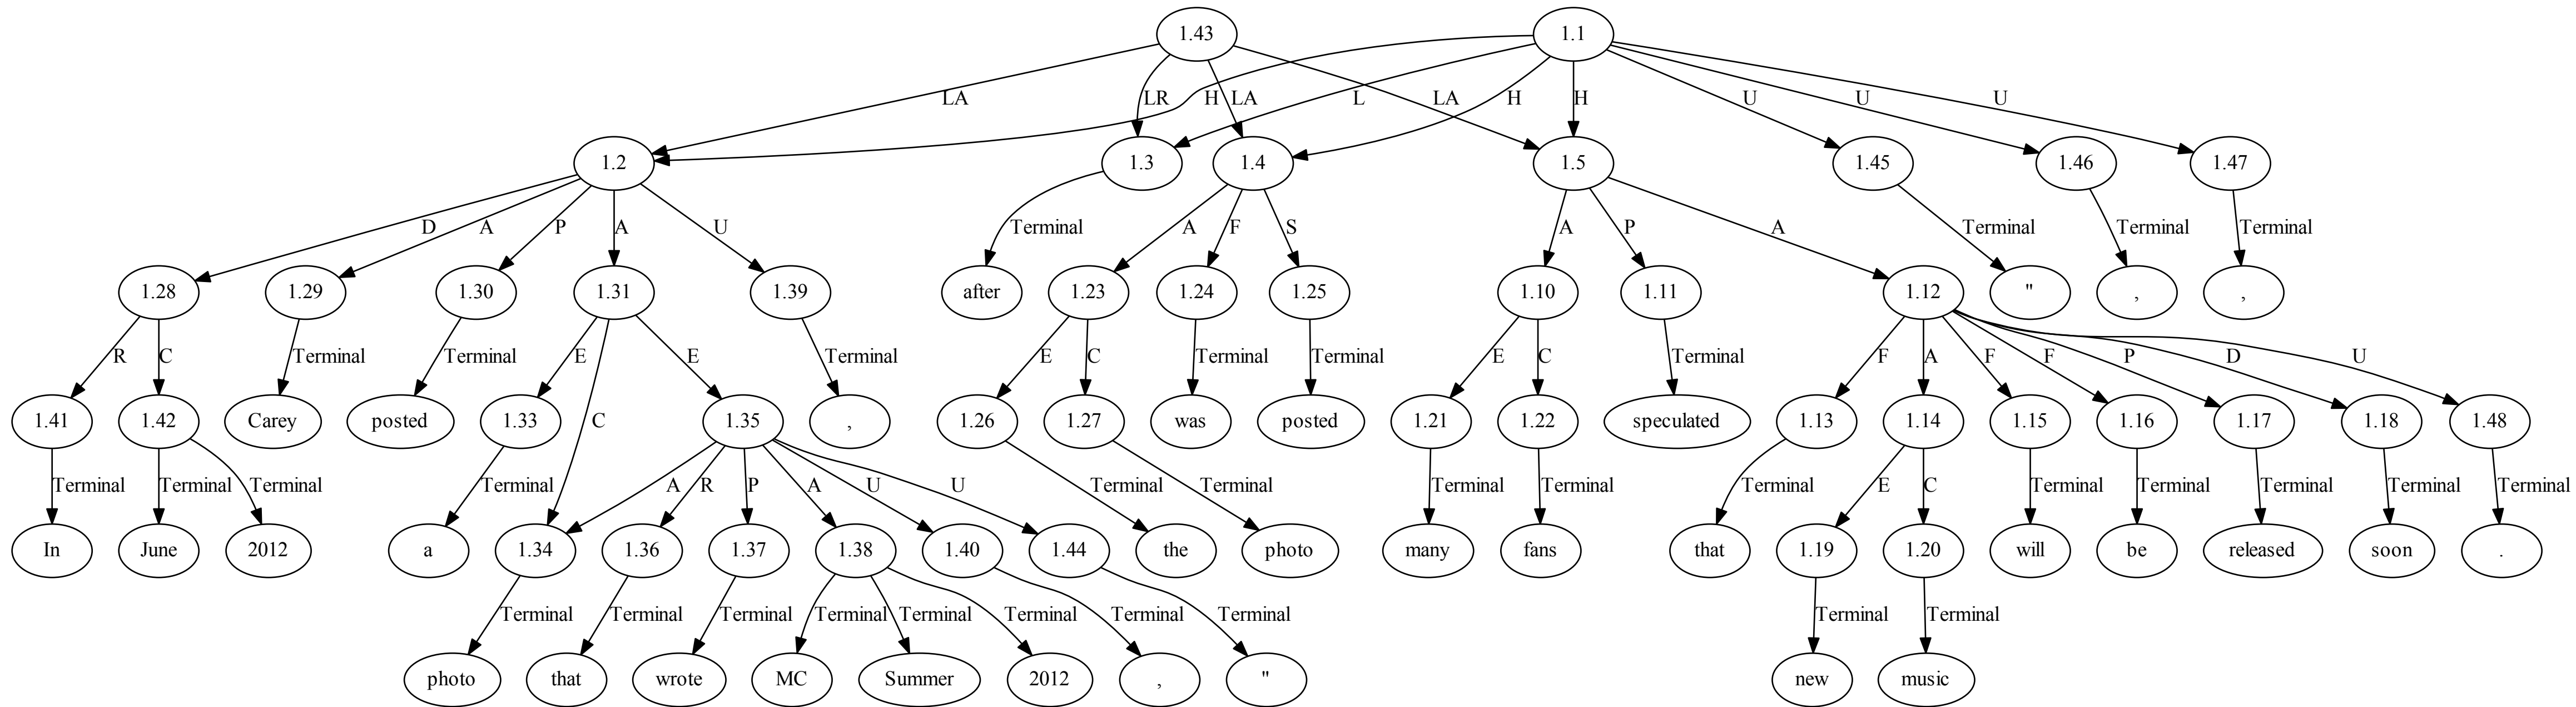 1.43 1.1
LA LR LA LA H L H H U U U
1.2 1.3 1.4 1.5 1.45 1.46 1.47
D A P A U Terminal A F S A P A Terminal Terminal Terminal
1.28 1.29 1.30 1.31 1.39 after 1.23 1.24 1.25 1.10 1.11 1.12 " , ,
R C Terminal Terminal E C E Terminal E C Terminal Terminal E C Terminal F A F F P D U
1.41 1.42 Carey posted 1.33 1.35 , 1.26 1.27 was posted 1.21 1.22 speculated 1.13 1.14 1.15 1.16 1.17 1.18 1.48
Terminal Terminal Terminal Terminal A R P A U U Terminal Terminal Terminal Terminal Terminal E C Terminal Terminal Terminal Terminal Terminal
In June 2012 a 1.34 1.36 1.37 1.38 1.40 1.44 the photo many fans that 1.19 1.20 will be released soon .
Terminal Terminal Terminal Terminal Terminal Terminal Terminal Terminal Terminal Terminal
photo that wrote MC Summer 2012 , " new music